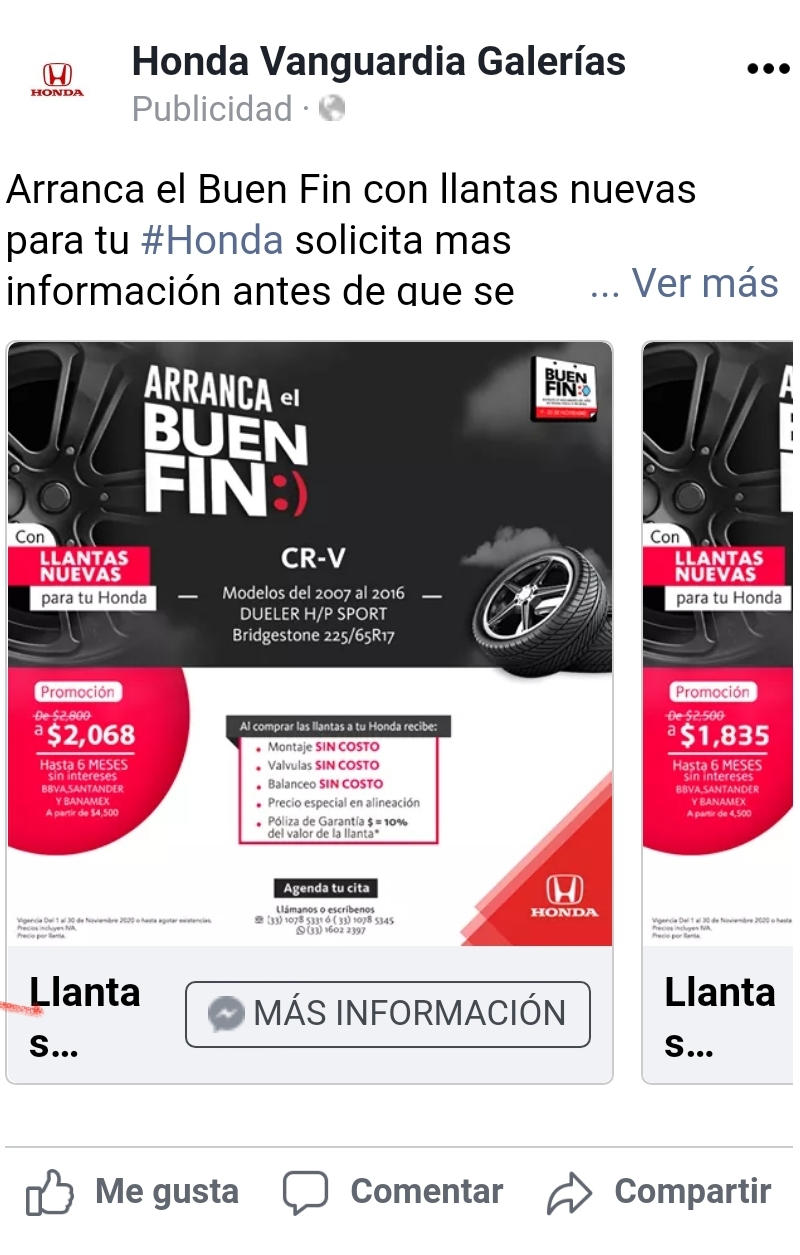 HONDA
Honda Vanguardia Galerías
Publicidad ·
Arranca el Buen Fin con llantas nuevas
para tu #Honda solicita mas
información antes de que se
... Ver más
ARRANCA el
BUEN
FIN:)
BUEN
FIN:)
Con
LLANTAS
NUEVAS
para tu Honda
CR-V
— Modelos del 2007 al 2016 —
DUELER H/P SPORT
Bridgestone 225/65R17
Promoción
De $2,800
a $2,068
Hasta 6 MESES
sin intereses
BBVA,SANTANDER
Y BANAMEX
A partir de $4,500
Al comprar las llantas a tu Honda recibe:
• Montaje SIN COSTO
• Valvulas SIN COSTO
• Balanceo SIN COSTO
• Precio especial en alineación
• Póliza de Garantía $ = 10%
del valor de la llanta*
Agenda tu cita
Llámanos o escríbenos
(33) 1078 5331 ó (33) 1078 5345
(33) 1602 2397
HONDA
Vigencia Del 1 al 30 de Noviembre 2020 o hasta agotar existencias.
Precios incluyen IVA.
Precio por llanta.
Llanta
s...
MÁS INFORMACIÓN
Con
LLANTAS
NUEVAS
para tu Honda
Promoción
De $2,500
a $1,835
Hasta 6 MESES
sin intereses
BBVA,SANTANDER
Y BANAMEX
A partir de 4,500
Vigencia Del 1 al 30 de Noviembre 2020 o hasta
Precios incluyen IVA.
Precio por llanta.
Llanta
s...
Me gusta
Comentar
Compartir